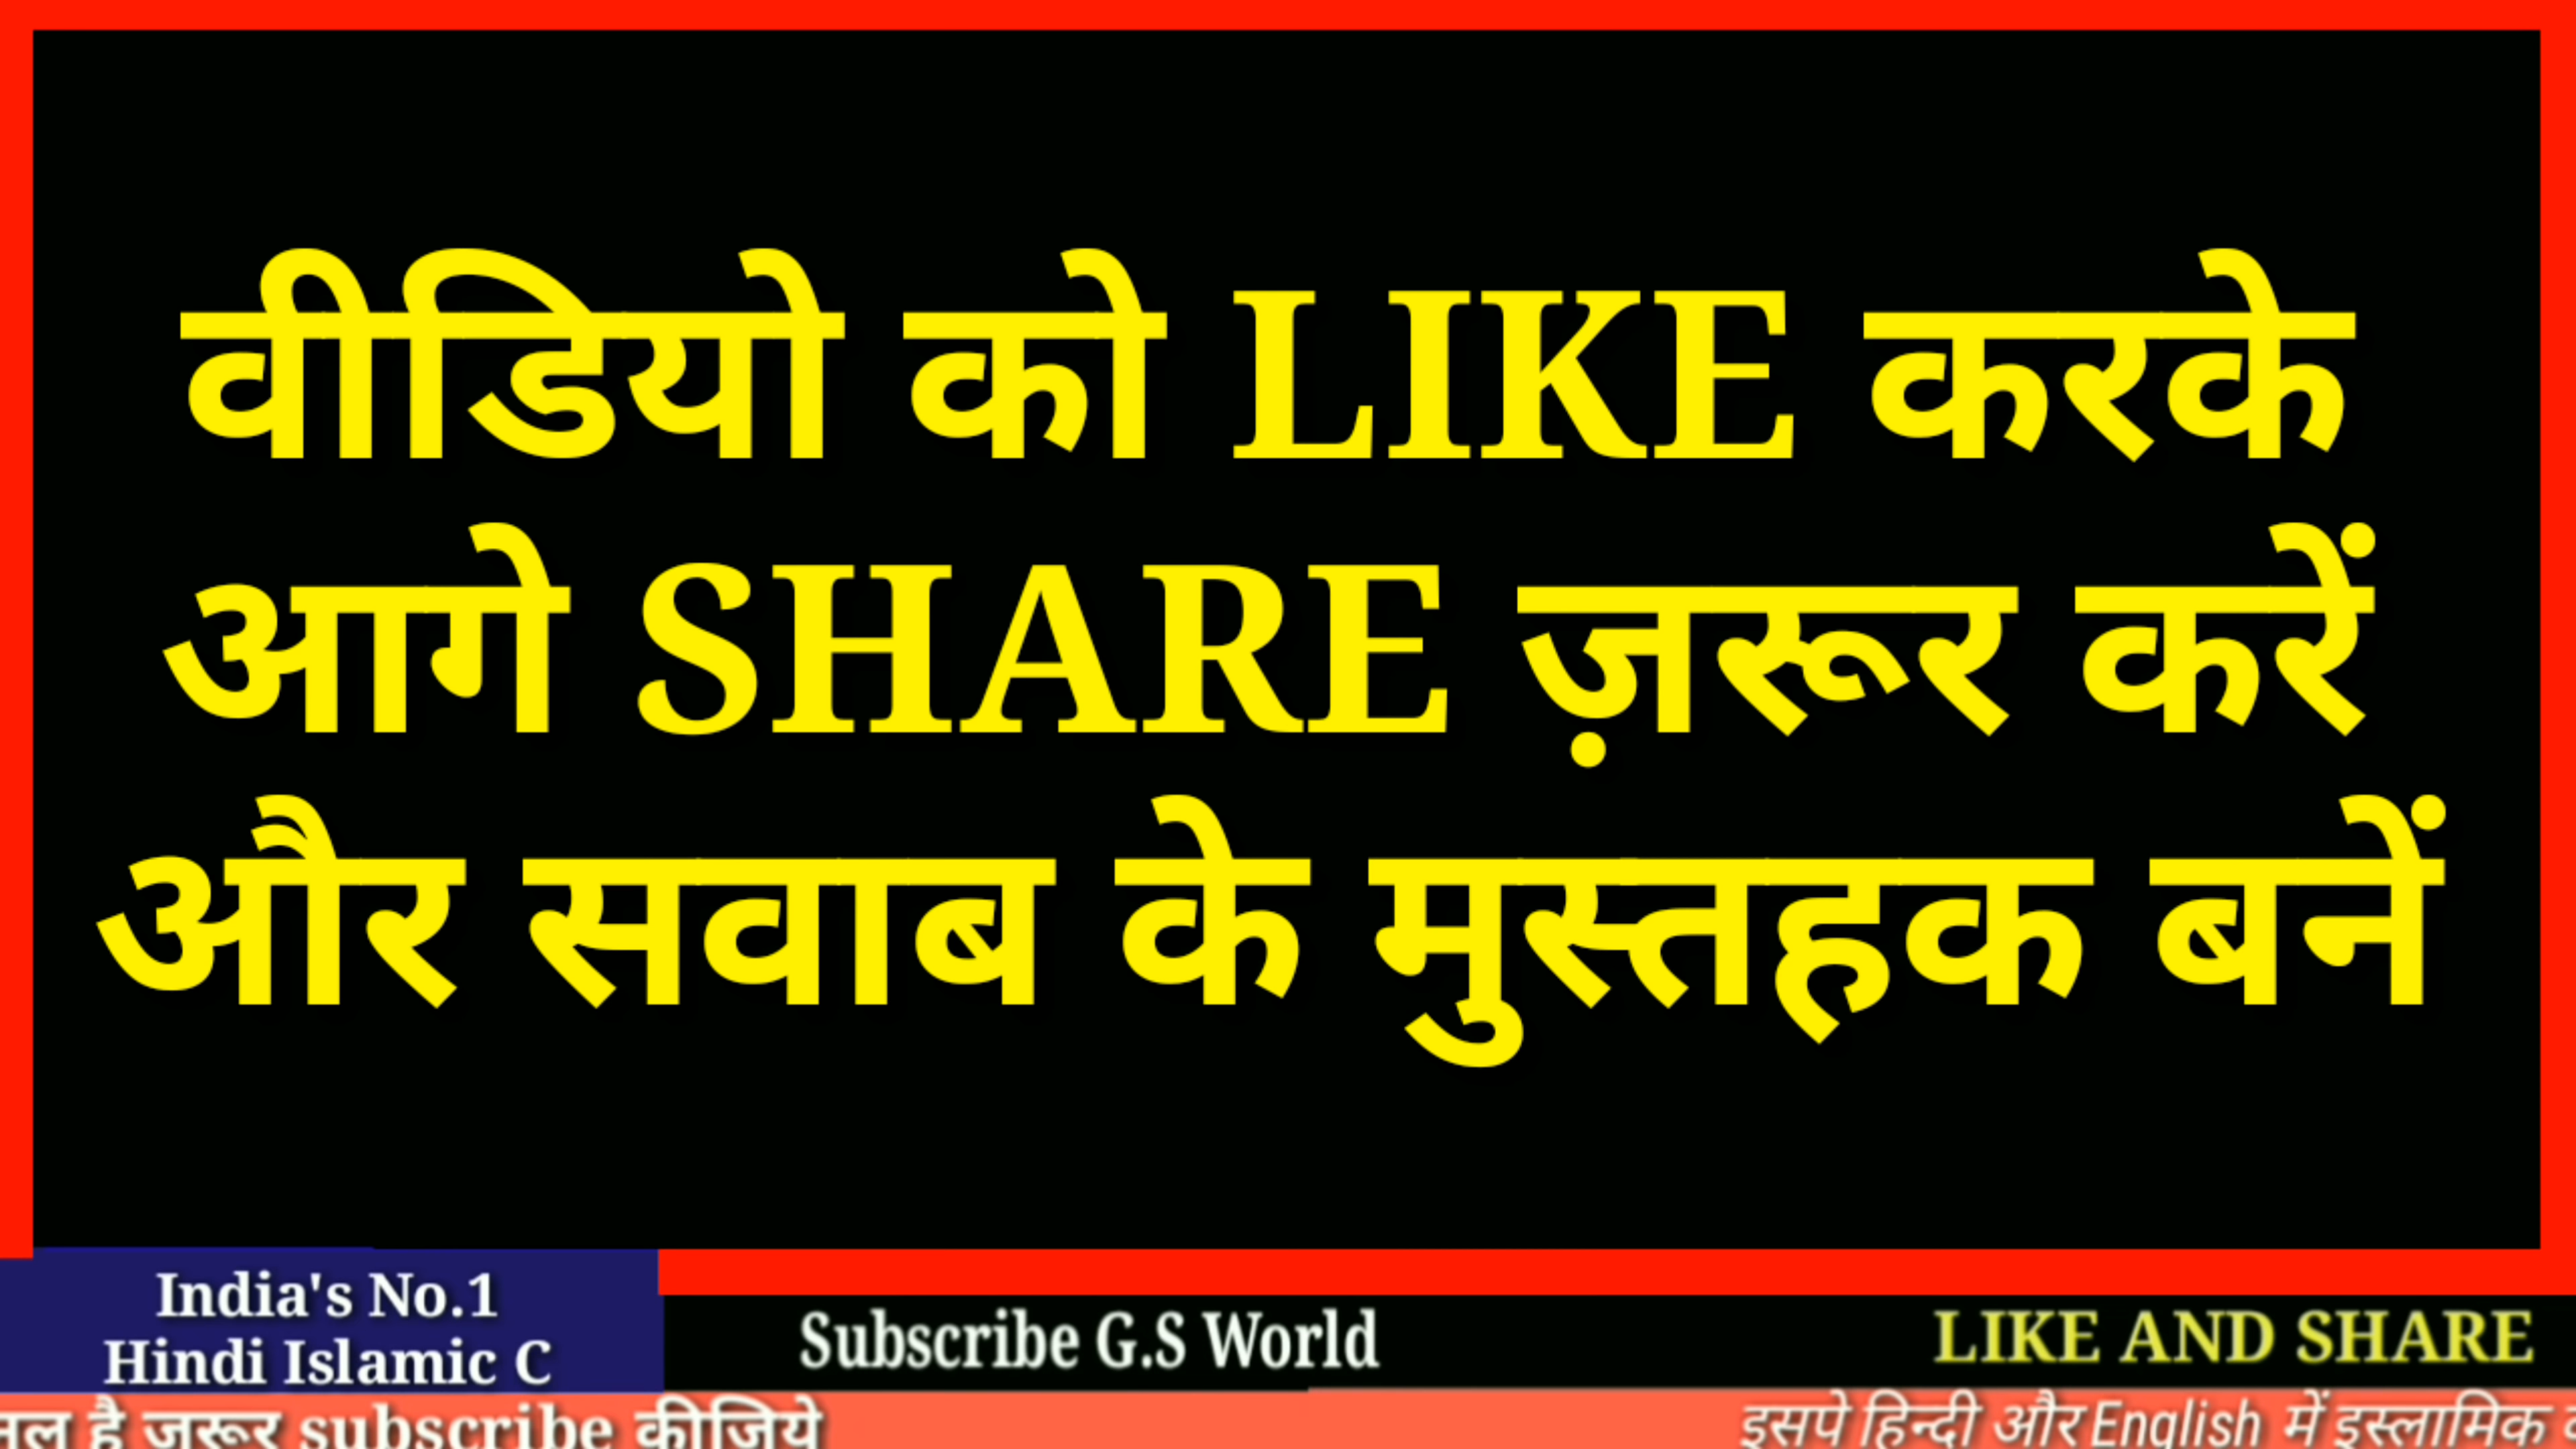 वीडियो को LIKE करके
आगे SHARE ज़रूर करें
और सवाब के मुस्तहक बनें
India's No.1
Hindi Islamic C
Subscribe G.S World
LIKE AND SHARE
है जरूर subscribe कीजिये
इसपे हिन्दी और English में इस्लामिक